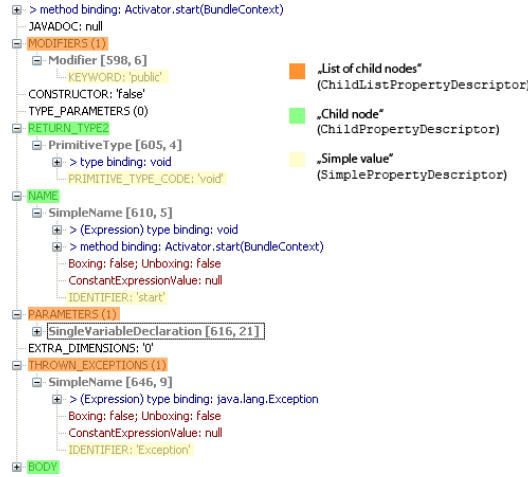 > method binding: Activator.start(BundleContext)
JAVADOC: null
MODIFIERS (1)
Modifier [598, 6]
KEYWORD: 'public'
CONSTRUCTOR: 'false'
TYPE_PARAMETERS (0)
RETURN_TYPE2
PrimitiveType [605, 4]
> type binding: void
PRIMITIVE_TYPE_CODE: 'void'
NAME
SimpleName [610, 5]
> (Expression) type binding: void
> method binding: Activator.start(BundleContext)
Boxing: false; Unboxing: false
ConstantExpressionValue: null
IDENTIFIER: 'start'
PARAMETERS (1)
SingleVariableDeclaration [616, 21]
EXTRA_DIMENSIONS: '0'
THROWN_EXCEPTIONS (1)
SimpleName [646, 9]
> (Expression) type binding: java.lang.Exception
Boxing: false; Unboxing: false
ConstantExpressionValue: null
IDENTIFIER: 'Exception'
BODY
„List of child nodes“
(ChildListPropertyDescriptor)
„Child node“
(ChildPropertyDescriptor)
„Simple value“
(SimplePropertyDescriptor)